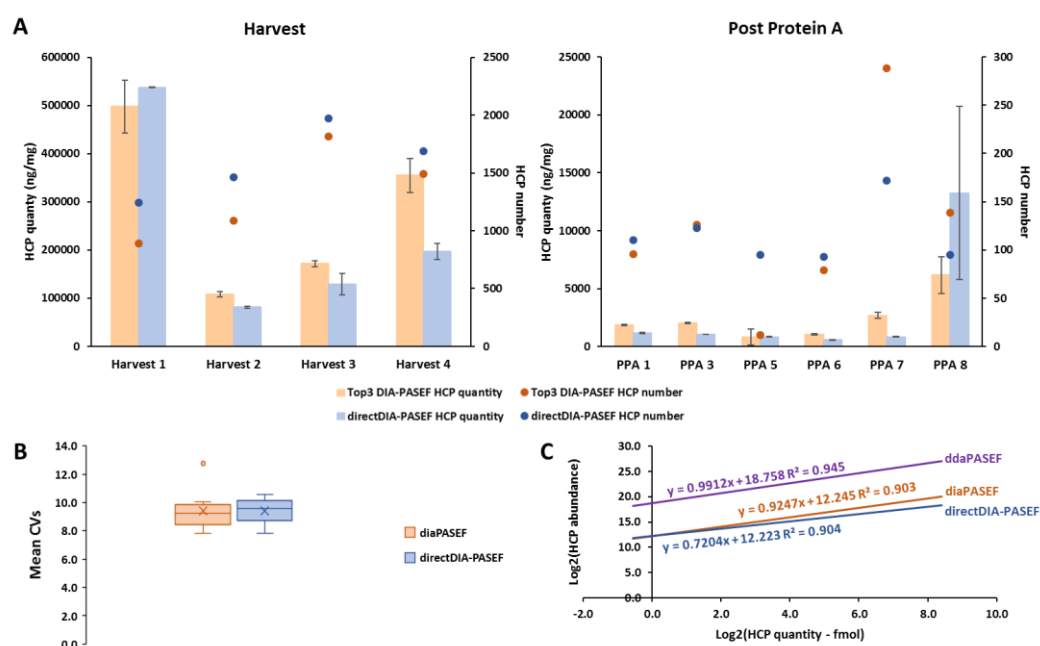 A
Harvest
Post Protein A
HCP quanty (ng/mg)
600000
500000
400000
300000
200000
100000
0
2500
2000
1500
1000
500
0
HCP number
Harvest 1
Harvest 2
Harvest 3
Harvest 4
HCP quantity (ng/mg)
25000
20000
15000
10000
5000
0
300
250
200
150
100
50
0
HCP number
PPA 1
PPA 3
PPA 5
PPA 6
PPA 7
PPA 8
Top3 DIA-PASEF HCP quantity
Top3 DIA-PASEF HCP number
directDIA-PASEF HCP quantity
directDIA-PASEF HCP number
B
Mean CVs
14.0
12.0
10.0
8.0
6.0
4.0
2.0
0.0
diaPASEF
directDIA-PASEF
C
Log2(HCP abundance)
30.0
25.0
20.0
15.0
10.0
5.0
0.0
-2.0
0.0
2.0
4.0
6.0
8.0
10.0
Log2(HCP quantity - fmol)
y = 0.9912x + 18.758 R² = 0.945
y = 0.9247x + 12.245 R² = 0.903
y = 0.7204x + 12.223 R² = 0.904
ddaPASEF
diaPASEF
directDIA-PASEF